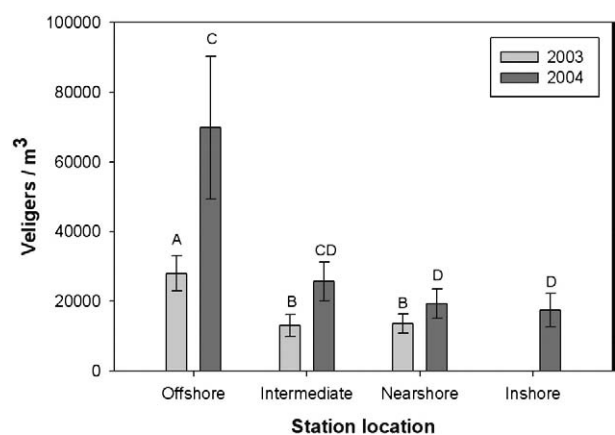 100000
80000
60000
40000
20000
0
Veligers / m³
2003
2004
A
C
B
CD
B
D
D
Offshore
Intermediate
Nearshore
Inshore
Station location